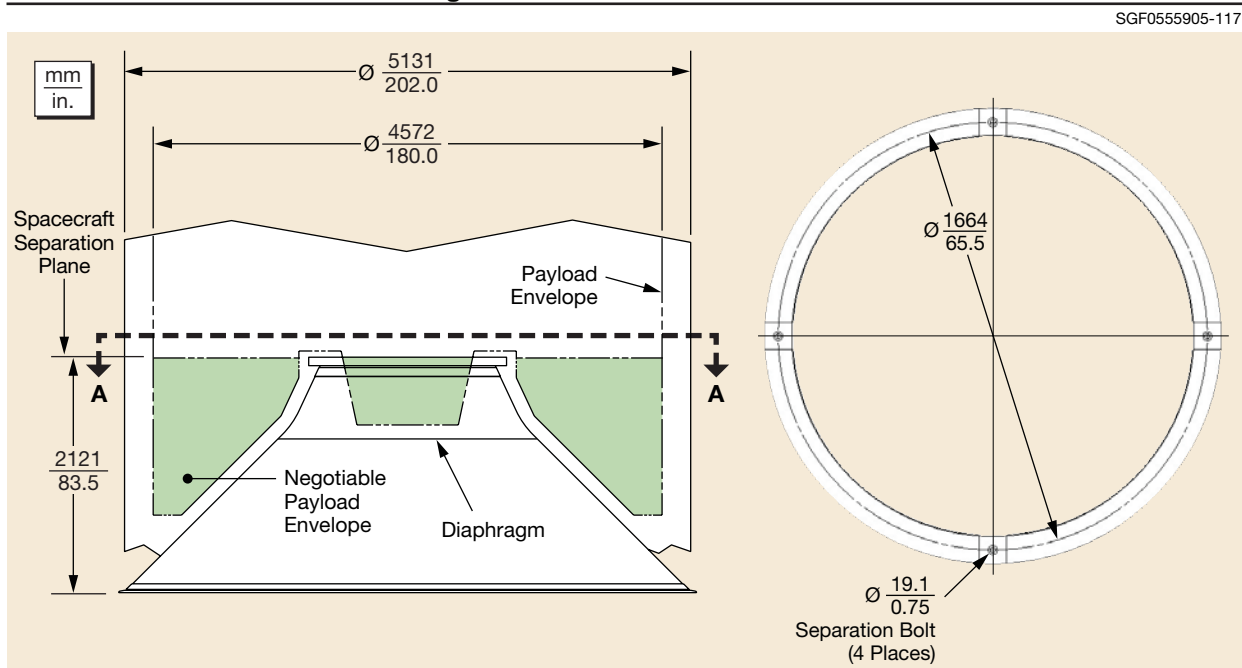 SGF0555905-117
mm
in.
Ø 5131
202.0
Ø 4572
180.0
Spacecraft
Separation
Plane
Payload
Envelope
A
A
2121
83.5
Negotiable
Payload
Envelope
Diaphragm
Ø 1664
65.5
Ø 19.1
0.75
Separation Bolt
(4 Places)